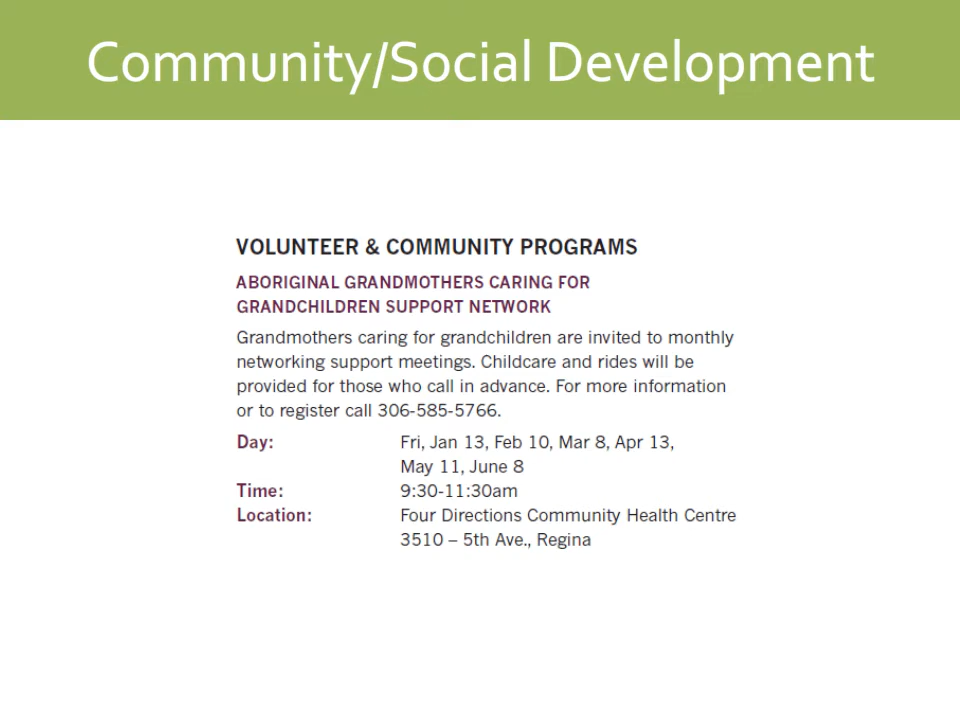 Community/Social Development
VOLUNTEER & COMMUNITY PROGRAMS
ABORIGINAL GRANDMOTHERS CARING FOR
GRANDCHILDREN SUPPORT NETWORK
Grandmothers caring for grandchildren are invited to monthly
networking support meetings. Childcare and rides will be
provided for those who call in advance. For more information
or to register call 306-585-5766.
Day: Fri, Jan 13, Feb 10, Mar 8, Apr 13,
May 11, June 8
Time: 9:30-11:30am
Location: Four Directions Community Health Centre
3510 – 5th Ave., Regina